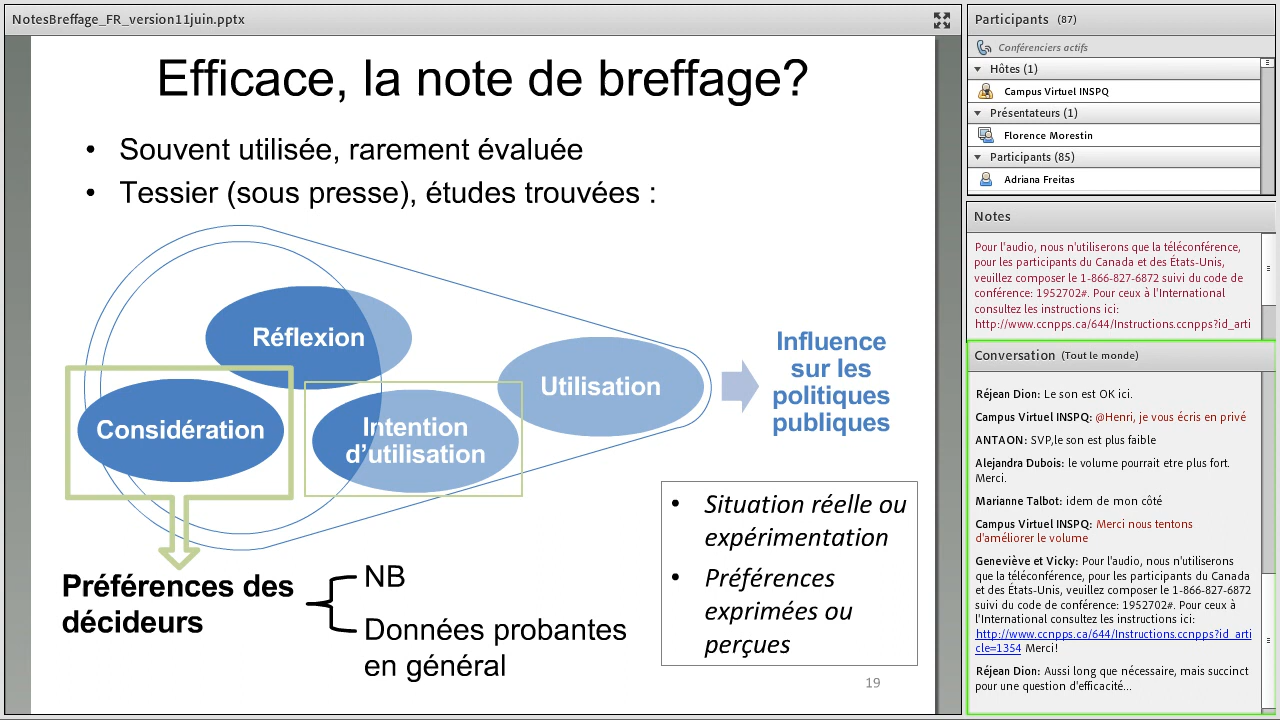 NotesBreffage_FR_version11juin.pptx
Efficace, la note de breffage?
• Souvent utilisée, rarement évaluée
• Tessier (sous presse), études trouvées :
Réflexion
Considération
Intention
d'utilisation
Utilisation
Influence
sur les
politiques
publiques
Préférences des
décideurs
NB
Données probantes
en général
• Situation réelle ou
expérimentation
• Préférences
exprimées ou
perçues
19
Participants (87)
Conférenciers actifs
Hôtes (1)
Campus Virtuel INSPQ
Présentateurs (1)
Florence Morestin
Participants (85)
Adriana Freitas
Notes
Pour l'audio, nous n'utiliserons que la téléconférence,
pour les participants du Canada et des États-Unis,
veuillez composer le 1-866-827-6872 suivi du code de
conférence: 1952702#. Pour ceux à l'International
consultez les instructions ici:
http://www.ccnpps.ca/644/Instructions.ccnpps?id_arti
Conversation (Tout le monde)
Réjean Dion: Le son est OK ici.
Campus Virtuel INSPQ: @Henri, je vous écris en privé
ANTAON: SVP,le son est plus faible
Alejandra Dubois: le volume pourrait etre plus fort.
Merci.
Marianne Talbot: idem de mon côté
Campus Virtuel INSPQ: Merci nous tentons
d'améliorer le volume
Geneviève et Vicky: Pour l'audio, nous n'utiliserons
que la téléconférence, pour les participants du Canada
et des États-Unis, veuillez composer le 1-866-827-6872
suivi du code de conférence: 1952702#. Pour ceux à
l'International consultez les instructions ici:
http://www.ccnpps.ca/644/Instructions.ccnpps?id_arti
cle=1354 Merci!
Réjean Dion: Aussi long que nécessaire, mais succinct
pour une question d'efficacité...